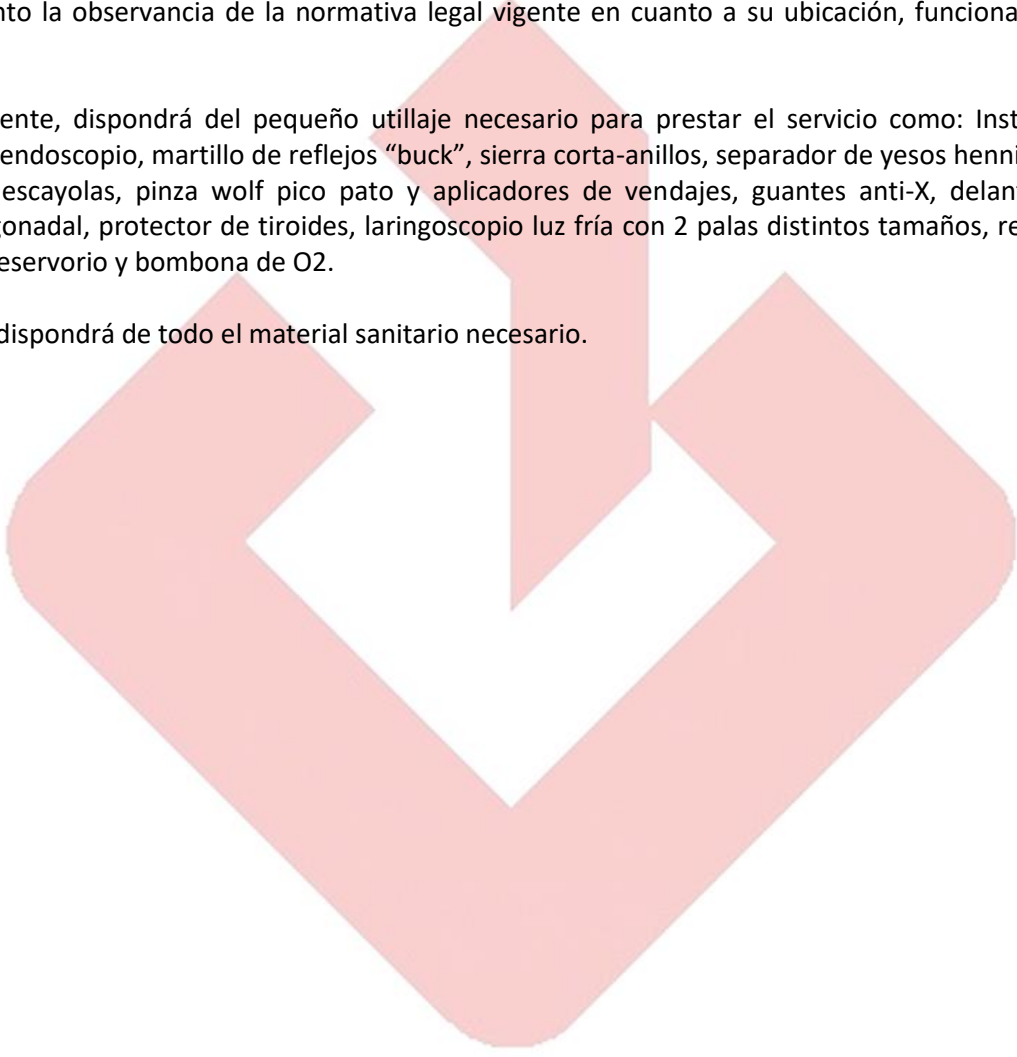 nto la observancia de la normativa legal vigente en cuanto a su ubicación, funciona
ente, dispondrá del pequeño utillaje necesario para prestar el servicio como: Inst
endoscopio, martillo de reflejos “buck”, sierra corta-anillos, separador de yesos henni
escayolas, pinza wolf pico pato y aplicadores de vendajes, guantes anti-X, delant
gonadal, protector de tiroides, laringoscopio luz fría con 2 palas distintos tamaños, re
eservorio y bombona de O2.
dispondrá de todo el material sanitario necesario.